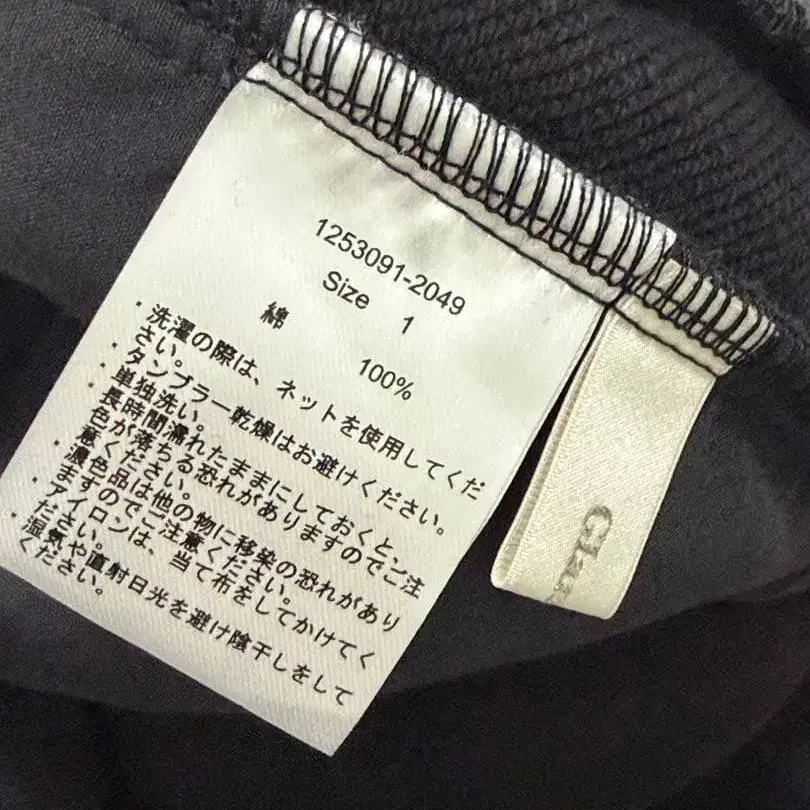 1253091-2049
Size 1
綿 100%
・洗濯の際は、ネットを使用してくだ
さい。
・タンブラー乾燥はお避けください。
・単独洗い。
・長時間濡れたままにしておくと、
色が落ちる恐れがありますのでご注
意ください。
・濃色品は他の物に移染の恐れがあり
ますのでご注意ください。
・アイロンは、当て布をしてかけてく
ださい。
・湿気や直射日光を避け陰干しをして
ください。